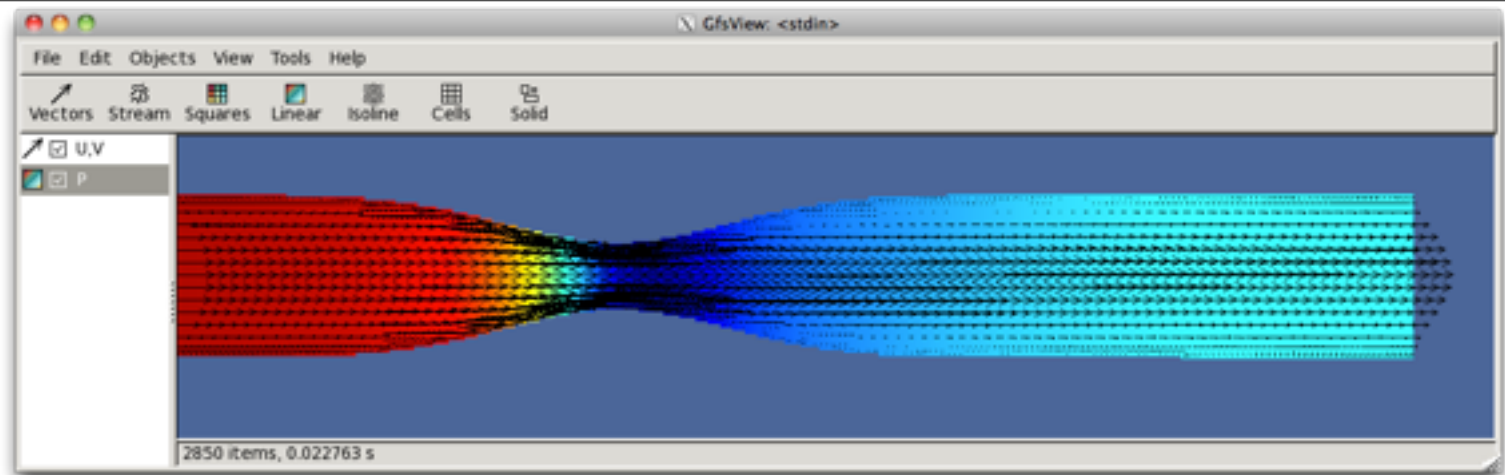 GfsView: <stdin>
File Edit Objects View Tools Help
Vectors Stream Squares Linear Isoline Cells Solid
U,V
P
2850 items, 0.022763 s